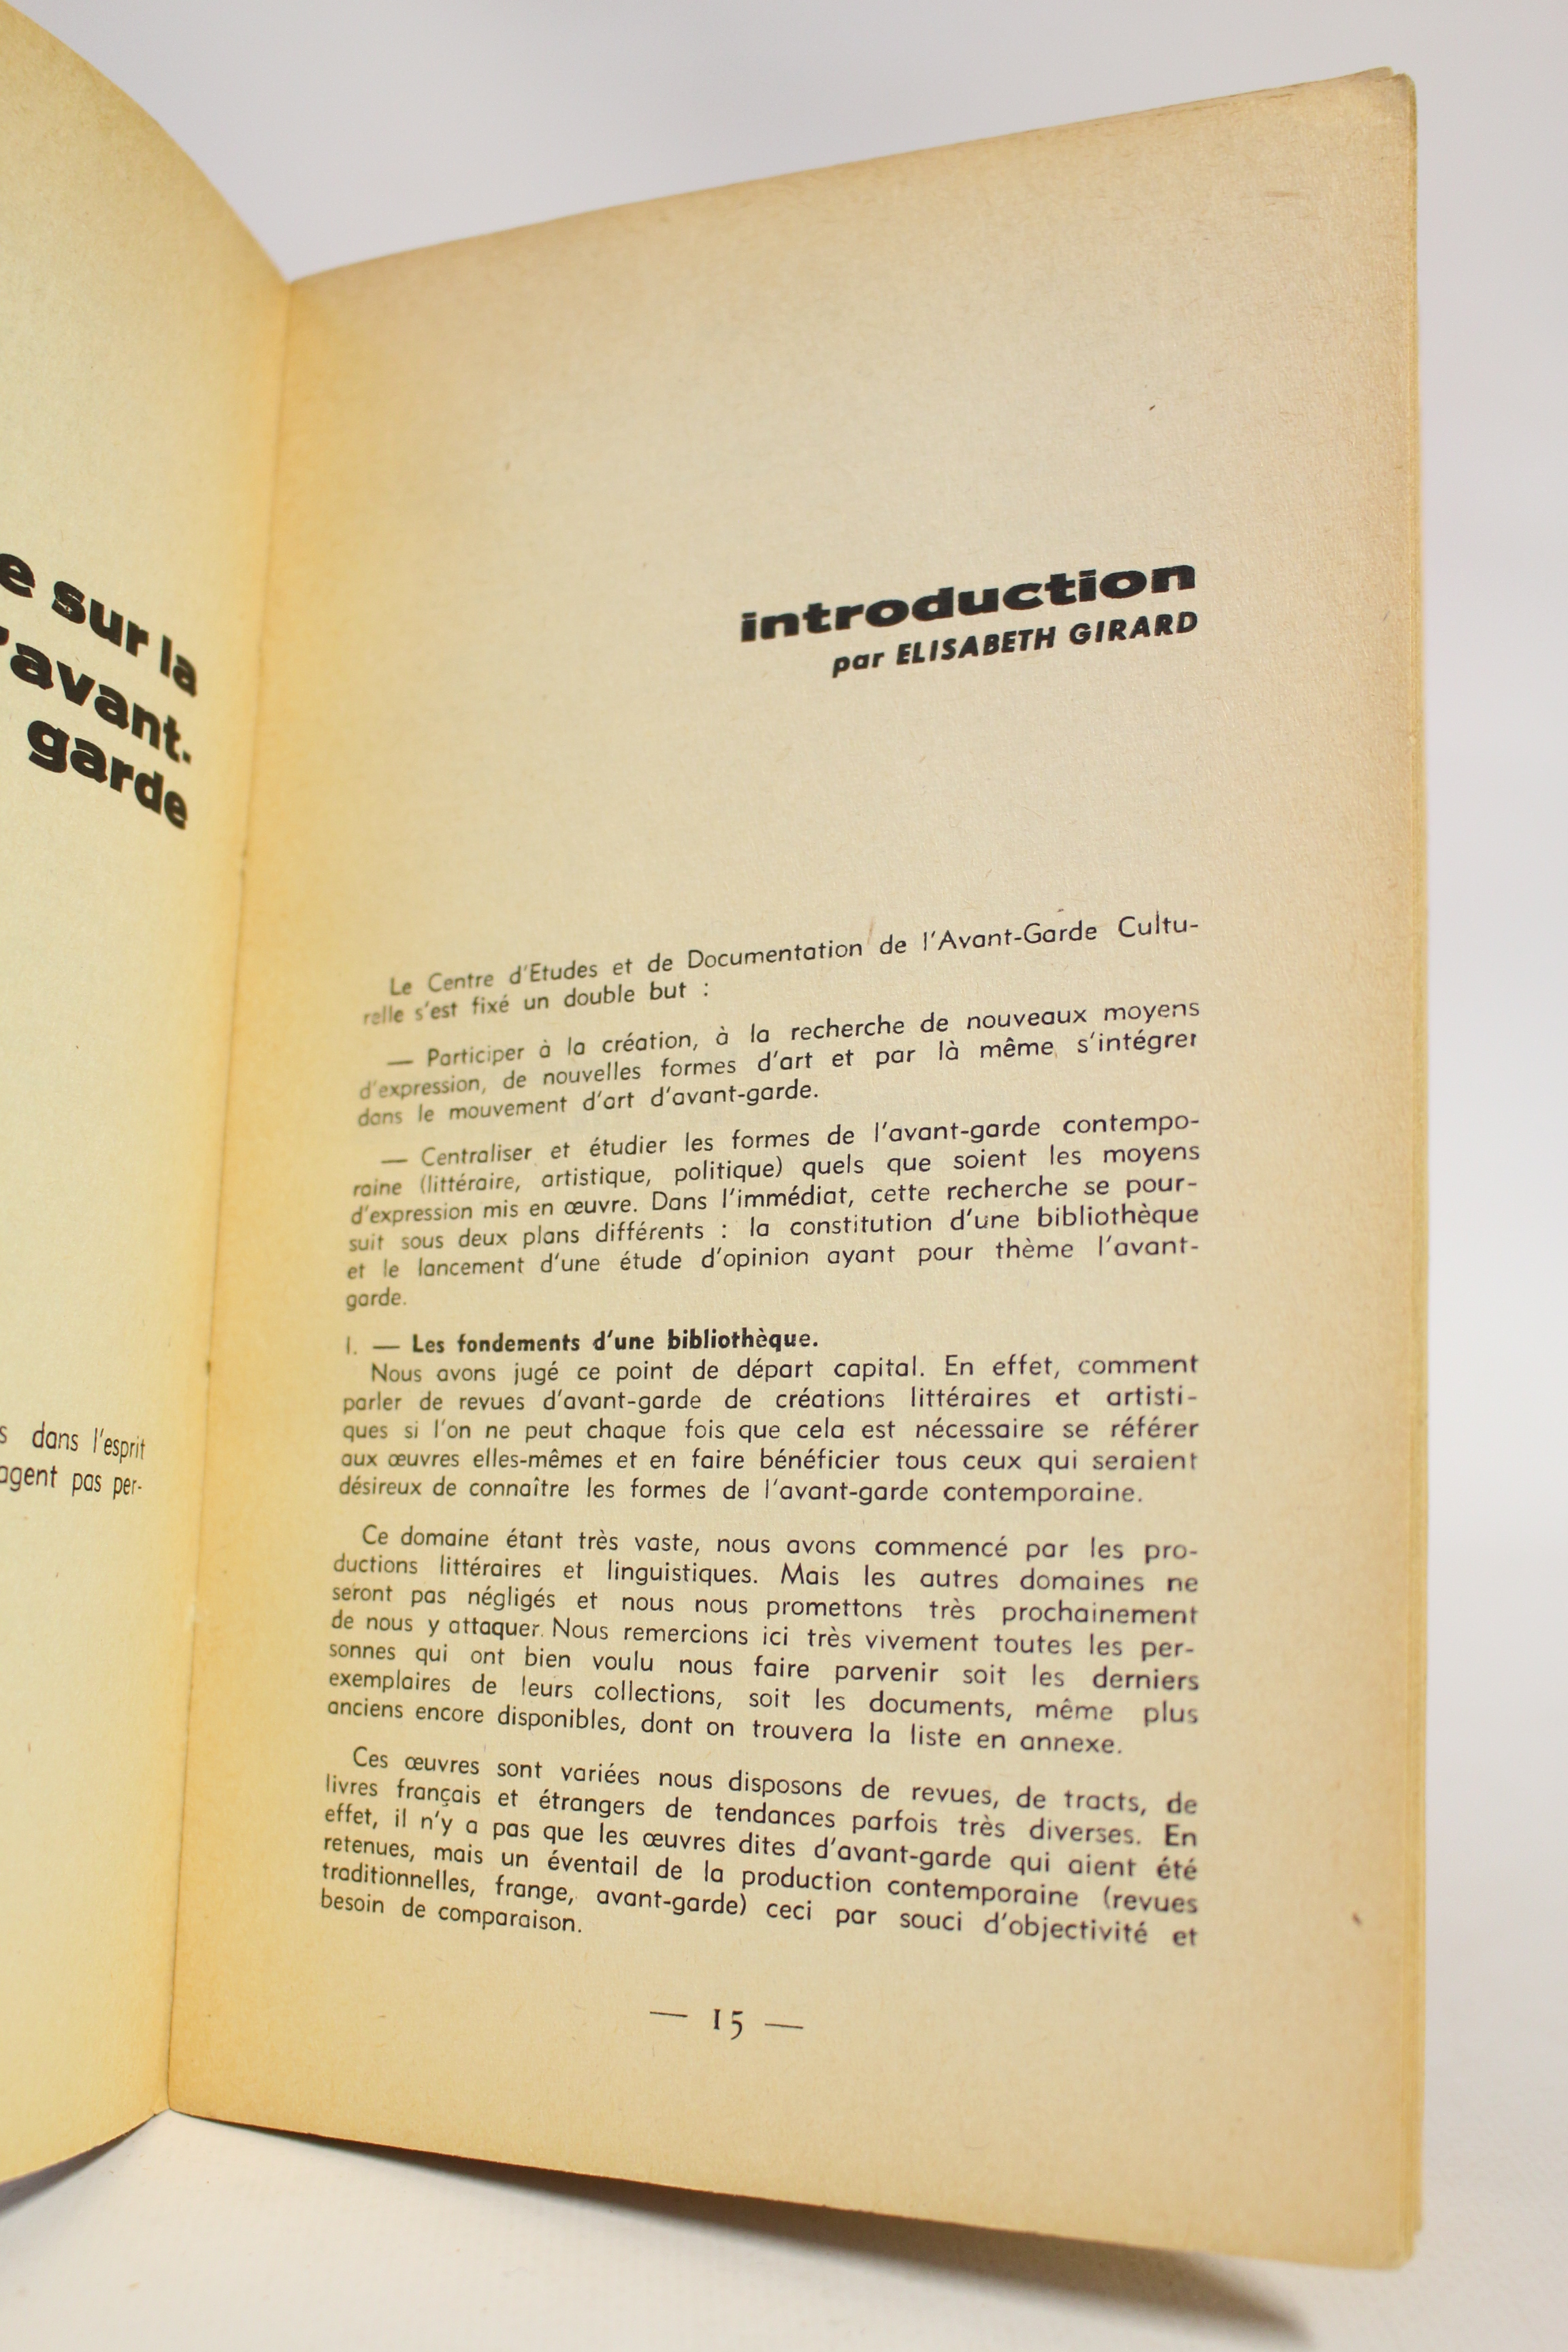 e sur la
'avant-
garde
s dans l'esprit
agent pas per-
introduction
par ELISABETH GIRARD
Le Centre d'Etudes et de Documentation de l'Avant-Garde Cultu-
relle s'est fixé un double but :
— Participer à la création, à la recherche de nouveaux moyens
d'expression, de nouvelles formes d'art et par là même s'intégrer
dans le mouvement d'art d'avant-garde.
— Centraliser et étudier les formes de l'avant-garde contempo-
raine (littéraire, artistique, politique) quels que soient les moyens
d'expression mis en œuvre. Dans l'immédiat, cette recherche se pour-
suit sous deux plans différents : la constitution d'une bibliothèque
et le lancement d'une étude d'opinion ayant pour thème l'avant-
garde.
I. — Les fondements d'une bibliothèque.
Nous avons jugé ce point de départ capital. En effet, comment
parler de revues d'avant-garde de créations littéraires et artisti-
ques si l'on ne peut chaque fois que cela est nécessaire se référer
aux œuvres elles-mêmes et en faire bénéficier tous ceux qui seraient
désireux de connaître les formes de l'avant-garde contemporaine.
Ce domaine étant très vaste, nous avons commencé par les pro-
ductions littéraires et linguistiques. Mais les autres domaines ne
seront pas négligés et nous nous promettons très prochainement
de nous y attaquer. Nous remercions ici très vivement toutes les per-
sonnes qui ont bien voulu nous faire parvenir soit les derniers
exemplaires de leurs collections, soit les documents, même plus
anciens encore disponibles, dont on trouvera la liste en annexe.
Ces œuvres sont variées nous disposons de revues, de tracts, de
livres français et étrangers de tendances parfois très diverses. En
effet, il n'y a pas que les œuvres dites d'avant-garde qui aient été
retenues, mais un éventail de la production contemporaine (revues
traditionnelles, frange, avant-garde) ceci par souci d'objectivité et
besoin de comparaison.
— 15 —